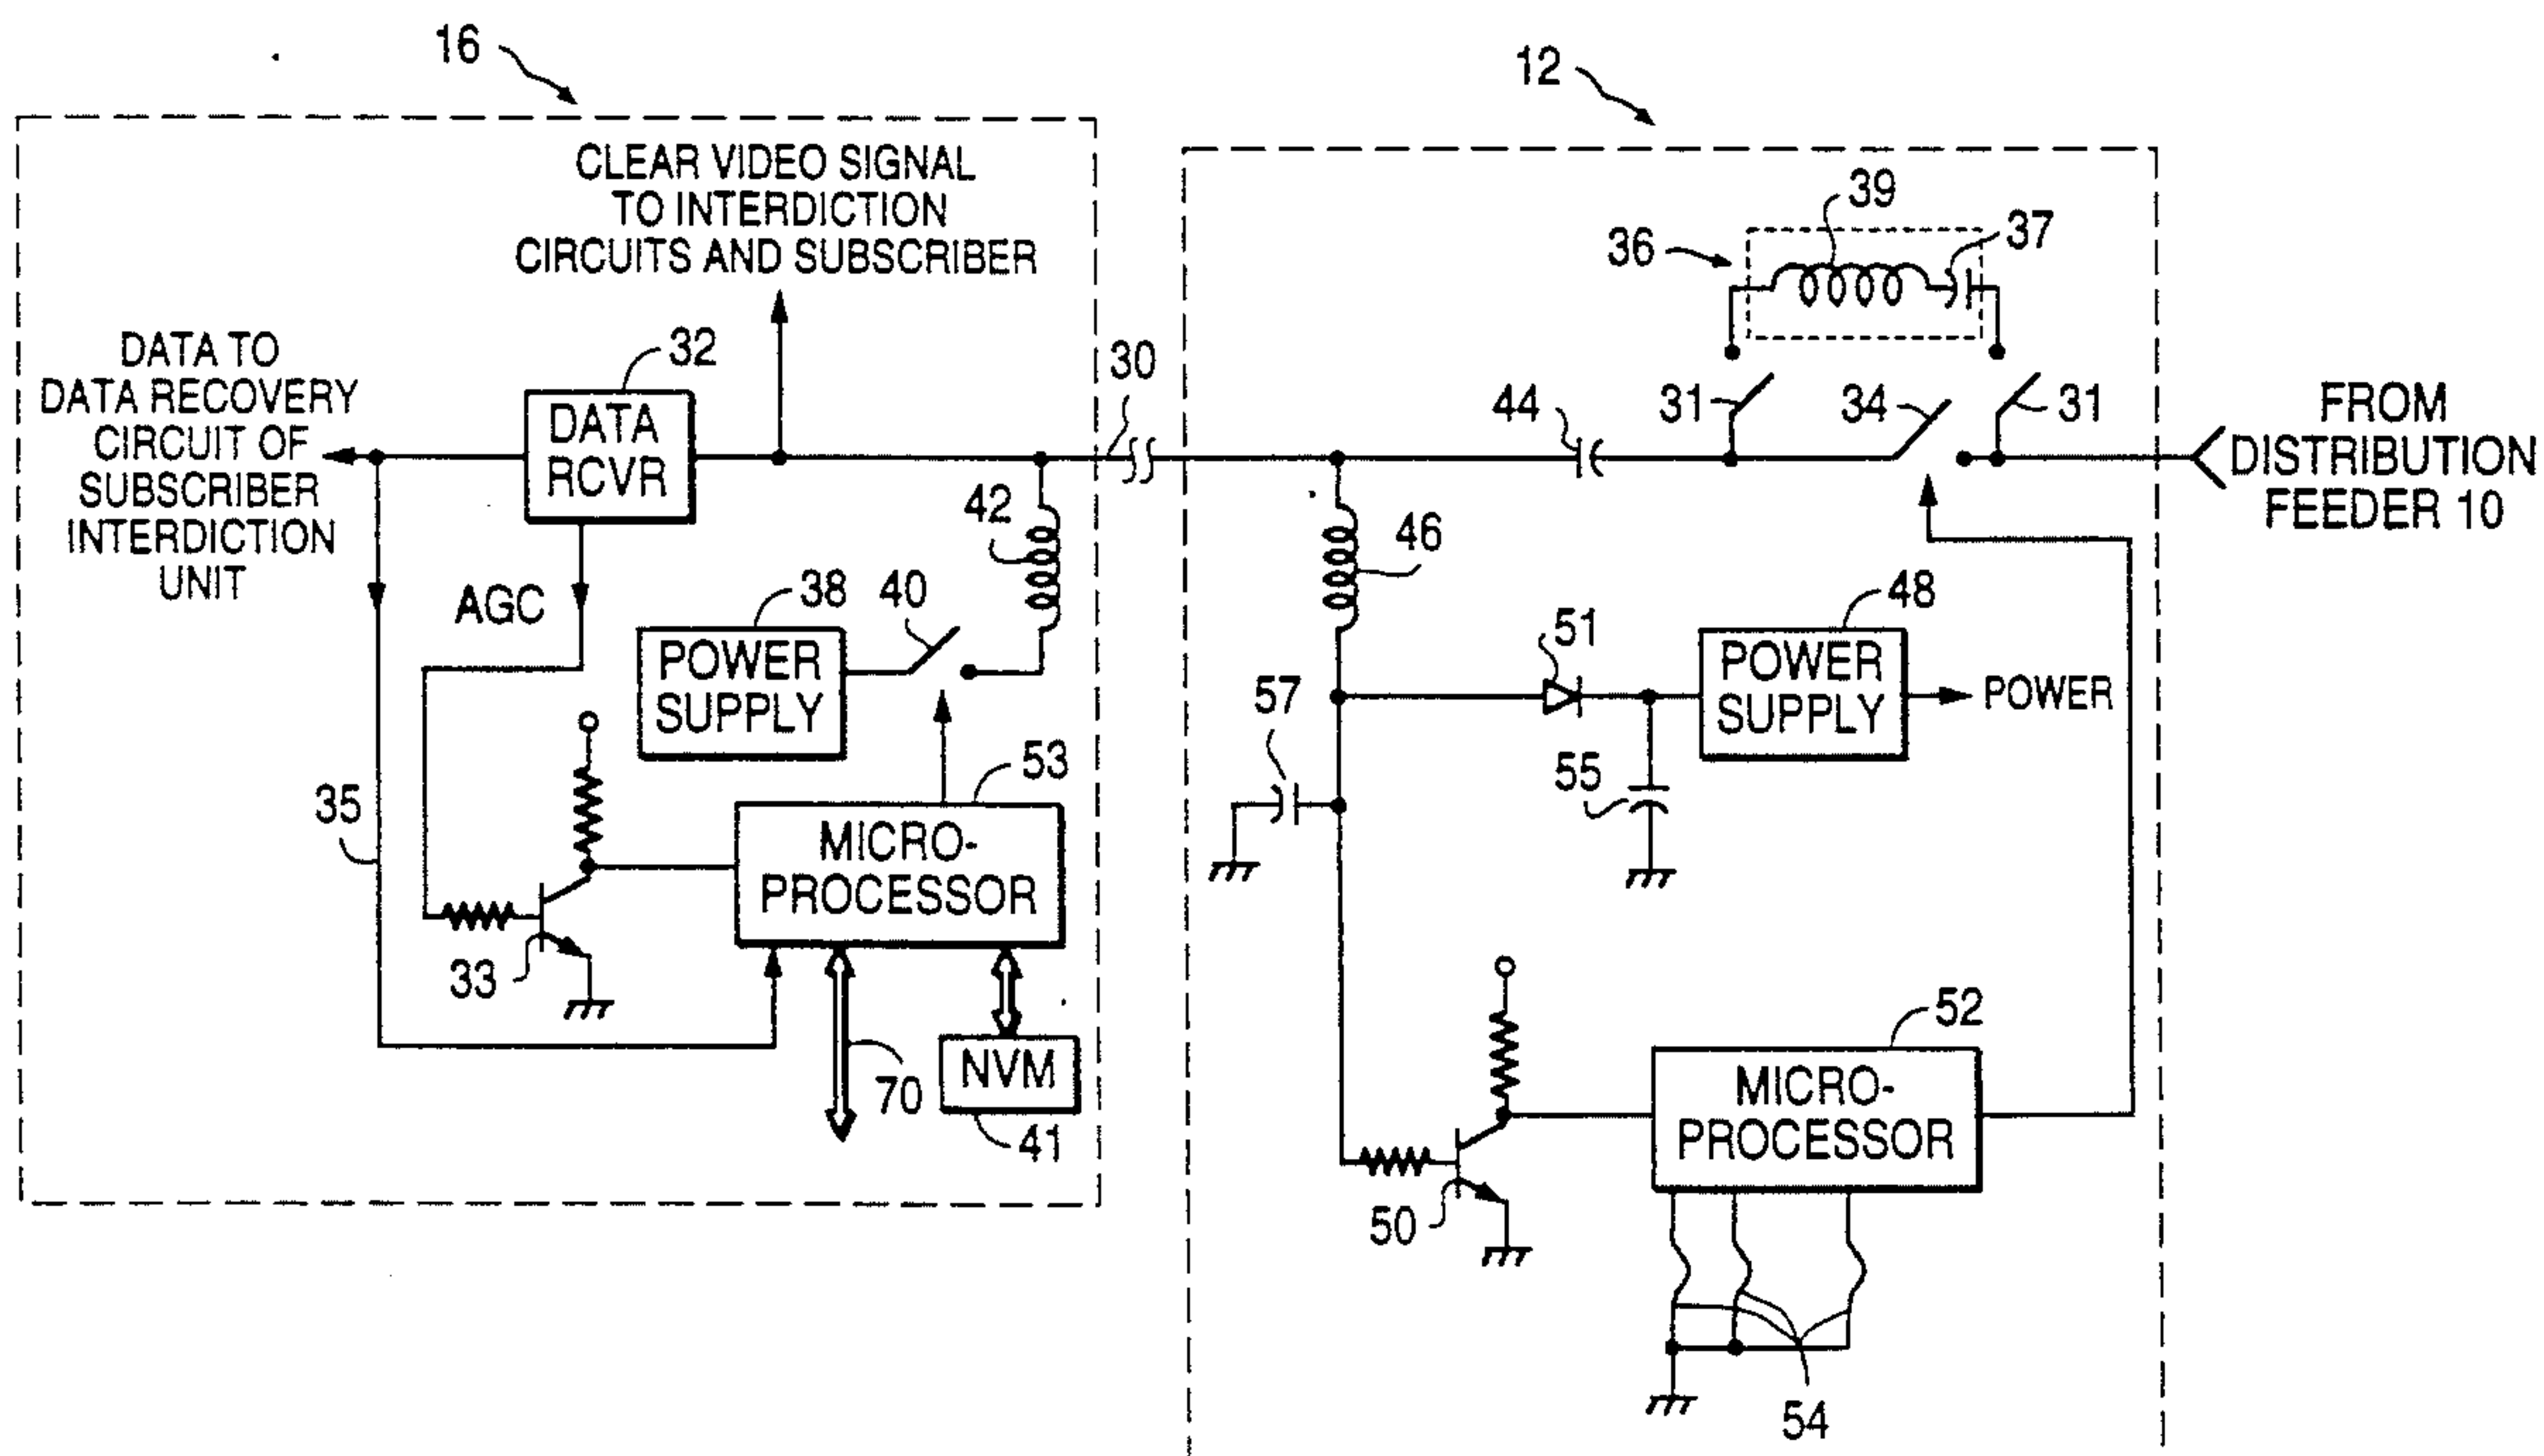 16
12
CLEAR VIDEO SIGNAL
TO INTERDICTION
CIRCUITS AND SUBSCRIBER
39
37
36
DATA TO
DATA RECOVERY
CIRCUIT OF
SUBSCRIBER
INTERDICTION
UNIT
32
DATA
RCVR
30
44
31
34
31
FROM
DISTRIBUTION
FEEDER 10
42
46
AGC
38
40
POWER
SUPPLY
51
48
POWER
SUPPLY
POWER
57
55
53
35
MICRO-
PROCESSOR
33
70
NVM
41
52
MICRO-
PROCESSOR
50
54